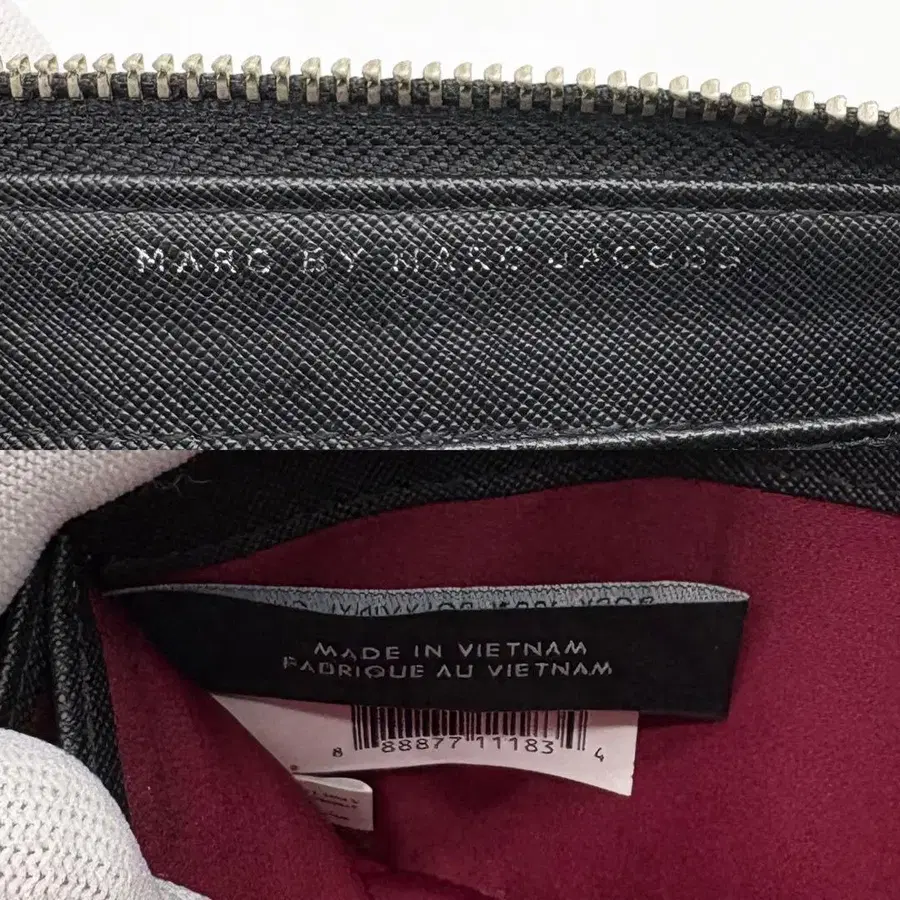 MARC BY MARC JACOBS
MADE IN VIETNAM
FABRIQUE AU VIETNAM
8 88877 11183 4